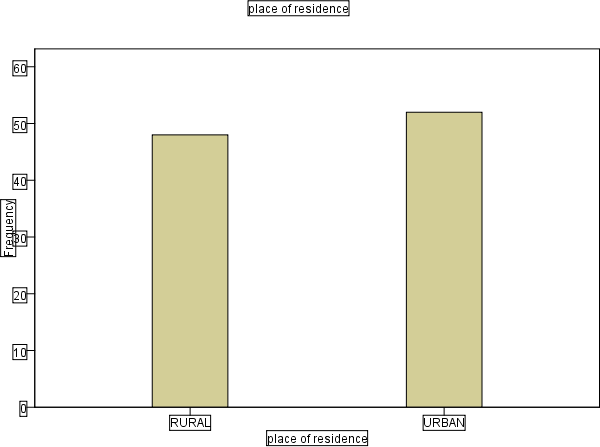 place of residence
60
50
40
30
20
10
0
Frequency
RURAL
URBAN
place of residence